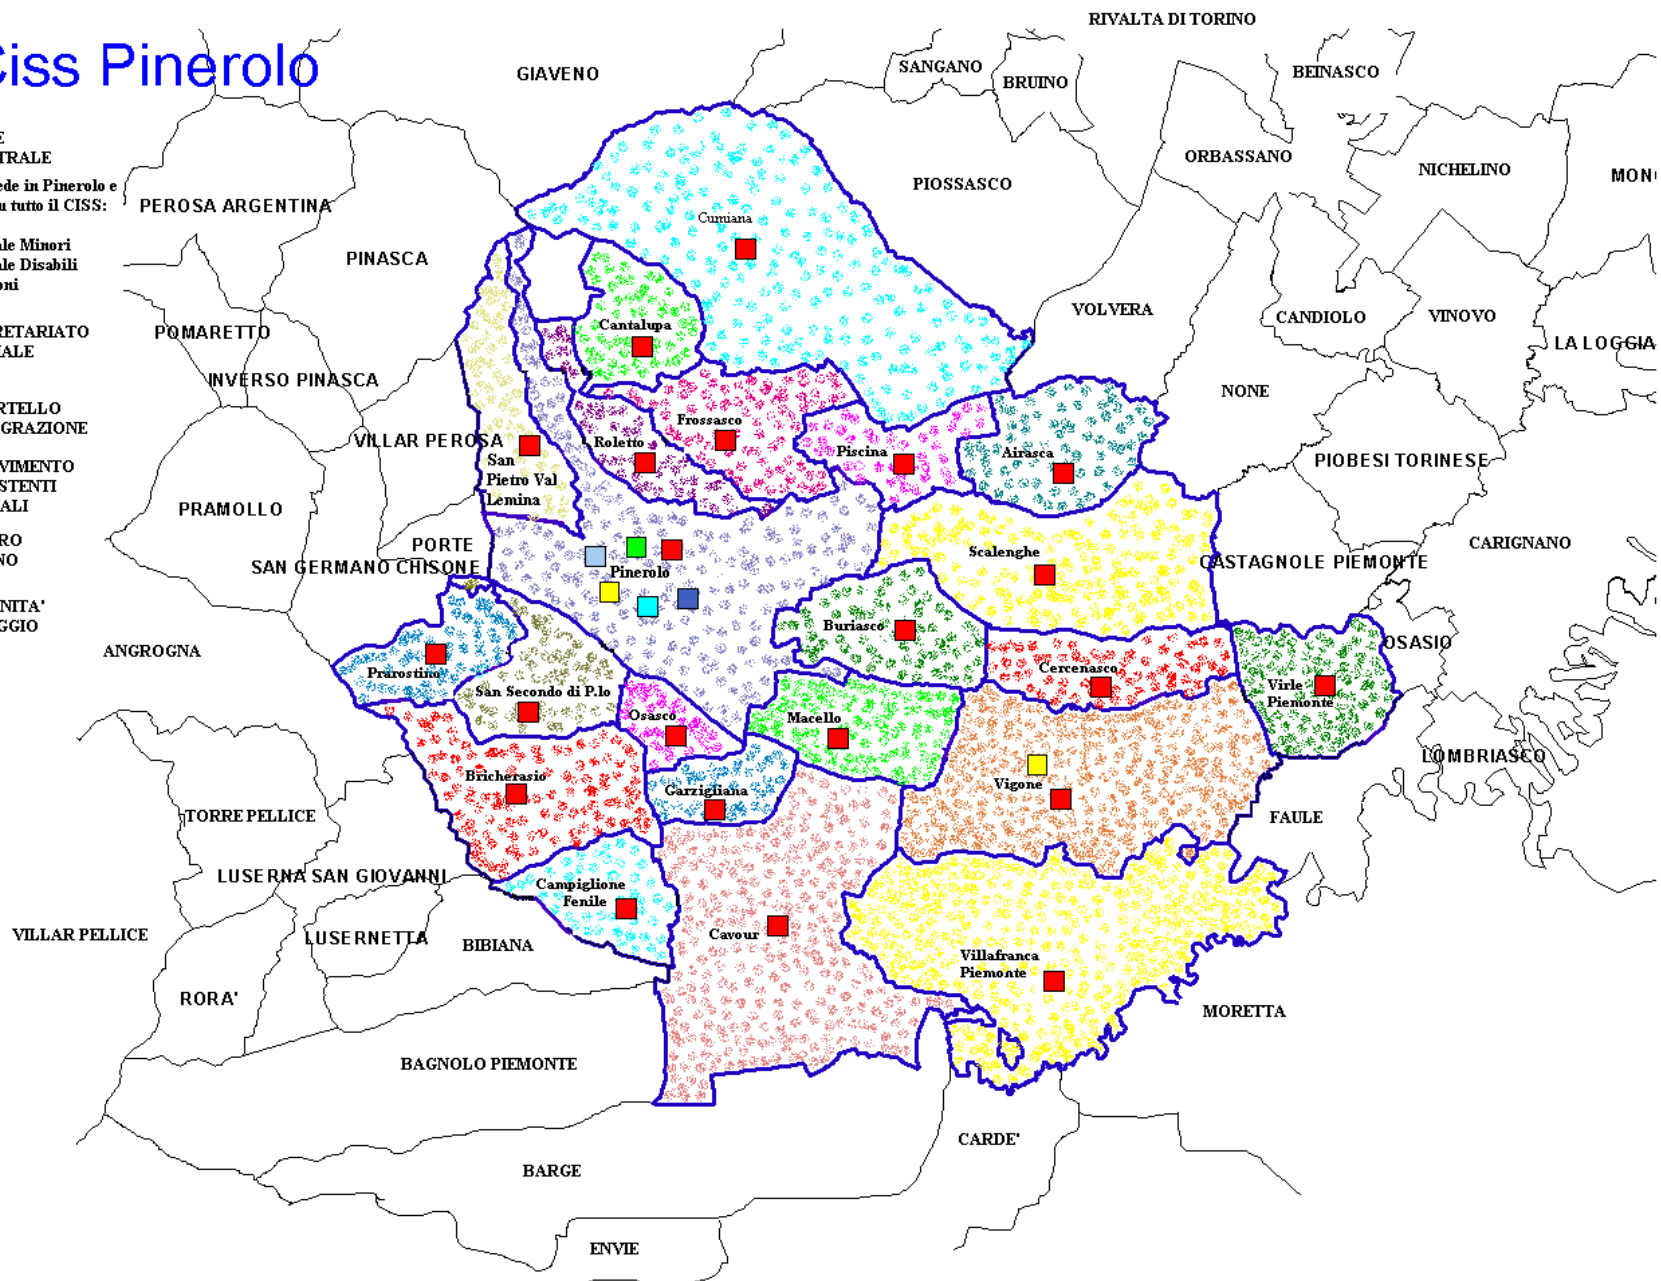 RIVALTA DI TORINO
Ciss Pinerolo
GIAVENO
SANGANO
BRUINO
BEINASCO
TRALE
ede in Pinerolo e
u tutto il CISS:
ale Minori
ale Disabili
oni
RETARIATO
IALE
RTELLO
GRAZIONE
VIMENTO
ISTENTI
IALI
RO
NO
NITA'
GGIO
ORBASSANO
NICHELINO
MON
PIOSSASCO
PEROSA ARGENTINA
Cumiana
PINASCA
VOLVERA
CANDIOLO
VINOVO
LA LOGGIA
POMARETTO
Cantalupa
INVERSO PINASCA
NONE
Frossasco
VILLAR PEROSA
Roletto
Piscina
Airasca
San
Pietro Val
Lemina
PIOBESI TORINESE
PRAMOLLO
PORTE
SAN GERMANO CHISONE
Pinerolo
Scalenghe
CASTAGNOLE PIEMONTE
CARIGNANO
Buriasco
ANGROGNA
OSASIO
Prarostino
Cercenasco
Virle
Piemonte
San Secondo di P.lo
Osasco
Macello
LOMBRIASCO
Bricherasio
Garzigliana
Vigone
TORRE PELLICE
FAULE
LUSERNA SAN GIOVANNI
Campiglione
Fenile
VILLAR PELLICE
LUSERNETTA
BIBIANA
Cavour
Villafranca
Piemonte
RORA'
MORETTA
BAGNOLO PIEMONTE
CARDE'
BARGE
ENVIE